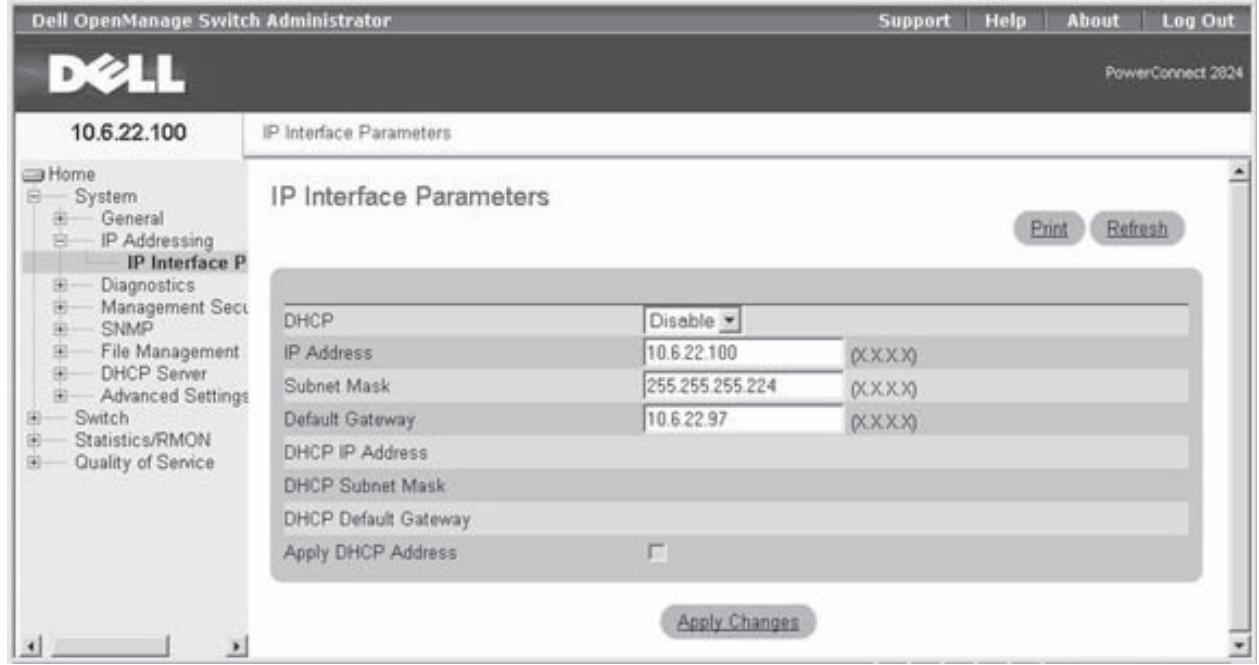 Dell OpenManage Switch Administrator Support Help About Log Out
DELL
PowerConnect 2824
10.6.22.100
IP Interface Parameters
Home
System
General
IP Addressing
IP Interface P
Diagnostics
Management Secu
SNMP
File Management
DHCP Server
Advanced Settings
Switch
Statistics/RMON
Quality of Service
IP Interface Parameters
Print Refresh
DHCP Disable
IP Address 10.6.22.100 (X.X.X.X)
Subnet Mask 255.255.255.224 (X.X.X.X)
Default Gateway 10.6.22.97 (X.X.X.X)
DHCP IP Address
DHCP Subnet Mask
DHCP Default Gateway
Apply DHCP Address
Apply Changes